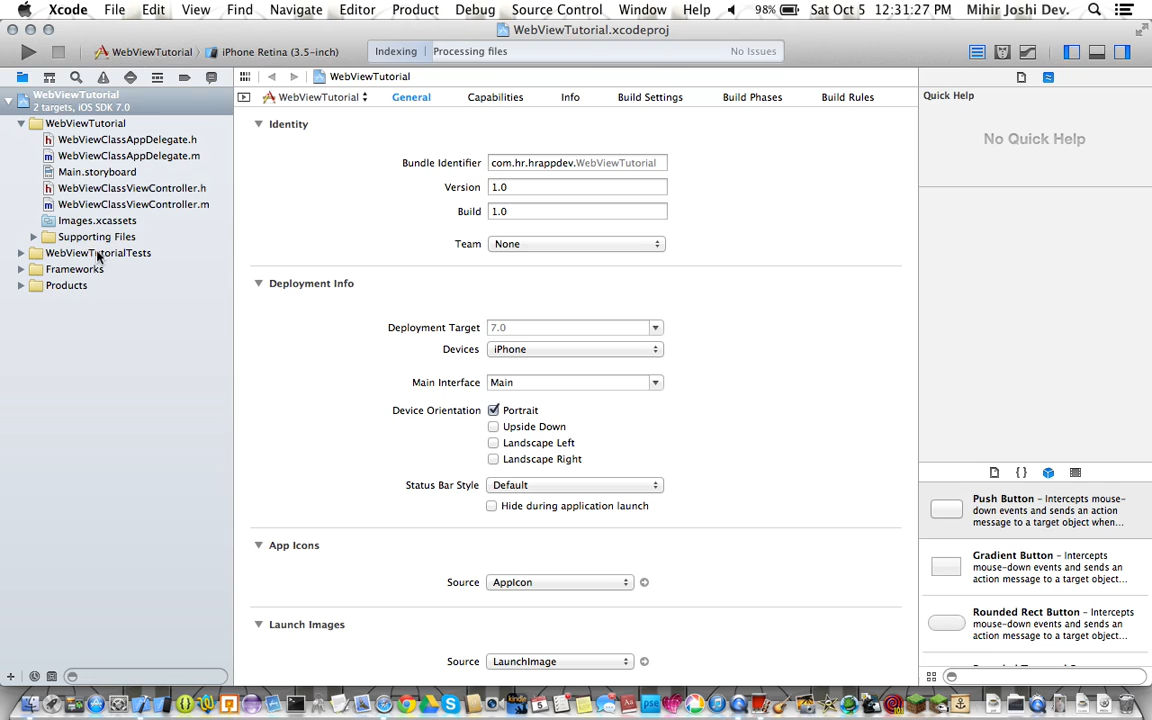 Xcode File Edit View Find Navigate Editor Product Debug Source Control Window Help 98% Sat Oct 5 12:31:27 PM Mihir Joshi Dev.
WebViewTutorial.xcodeproj
WebViewTutorial iPhone Retina (3.5-inch) Indexing Processing files No Issues
WebViewTutorial
WebViewTutorial
2 targets, iOS SDK 7.0
WebViewTutorial
WebViewClassAppDelegate.h
WebViewClassAppDelegate.m
Main.storyboard
WebViewClassViewController.h
WebViewClassViewController.m
Images.xcassets
Supporting Files
WebViewTutorialTests
Frameworks
Products
WebViewTutorial General Capabilities Info Build Settings Build Phases Build Rules
Identity
Bundle Identifier com.hr.hrappdev.WebViewTutorial
Version 1.0
Build 1.0
Team None
Deployment Info
Deployment Target 7.0
Devices iPhone
Main Interface Main
Device Orientation Portrait
Upside Down
Landscape Left
Landscape Right
Status Bar Style Default
Hide during application launch
App Icons
Source AppIcon
Launch Images
Source LaunchImage
Quick Help
No Quick Help
Push Button - Intercepts mouse-
down events and sends an action
message to a target object when...
Gradient Button - Intercepts
mouse-down events and sends an
action message to a target object...
Rounded Rect Button - Intercepts
mouse-down events and sends an
action message to a target object...